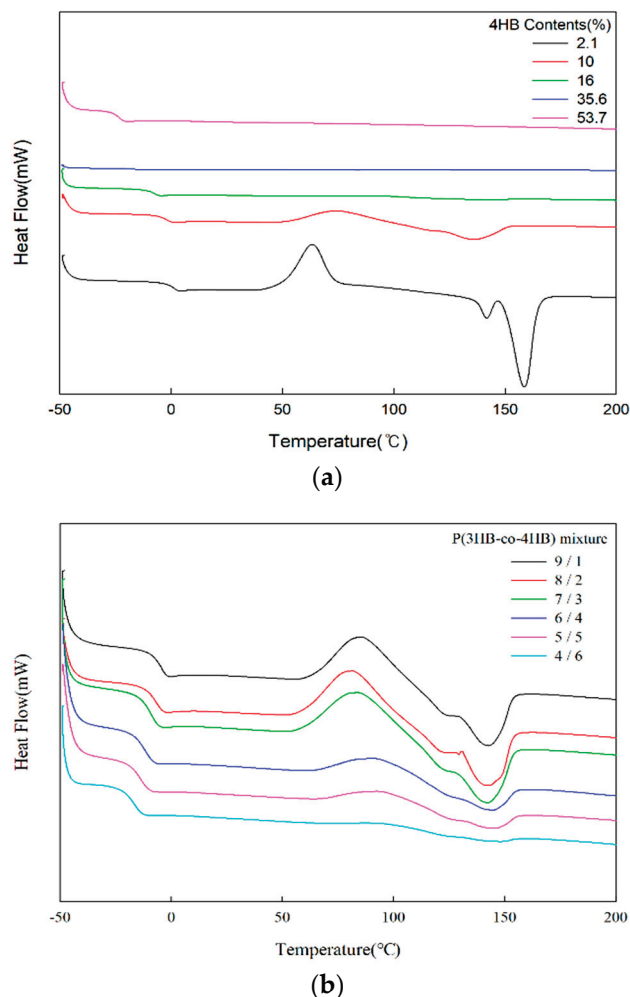 4HB Contents(%)
2.1
10
16
35.6
53.7
Heat Flow(mW)
-50 0 50 100 150 200
Temperature(℃)
(a)
P(3HB-co-4HB) mixture
9 / 1
8 / 2
7 / 3
6 / 4
5 / 5
4 / 6
Heat Flow(mW)
-50 0 50 100 150 200
Temperature(°C)
(b)